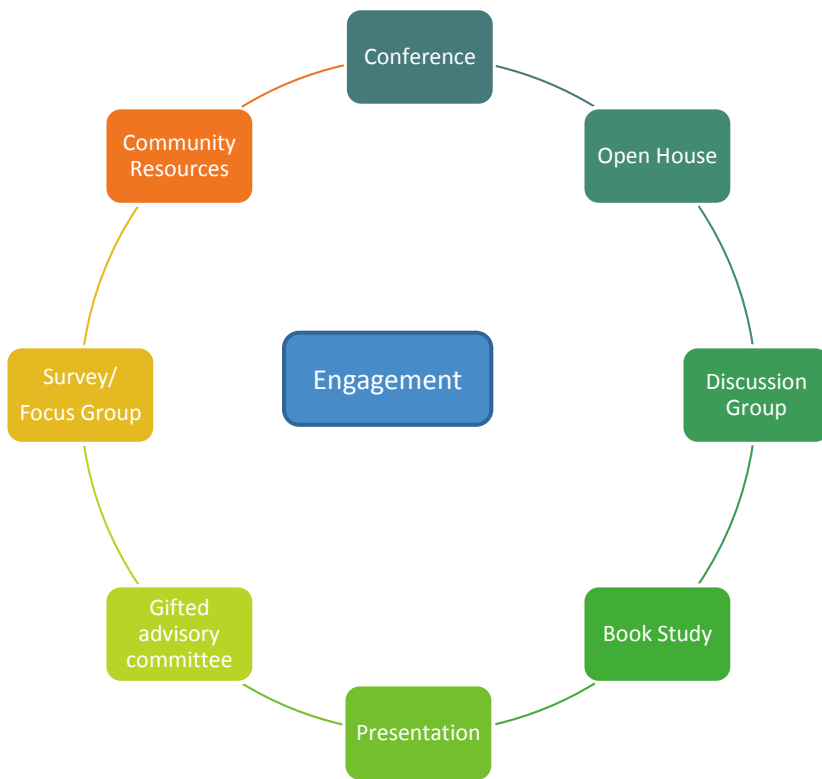 Conference
Open House
Discussion
Group
Book Study
Presentation
Gifted
advisory
committee
Survey/
Focus Group
Community
Resources
Engagement